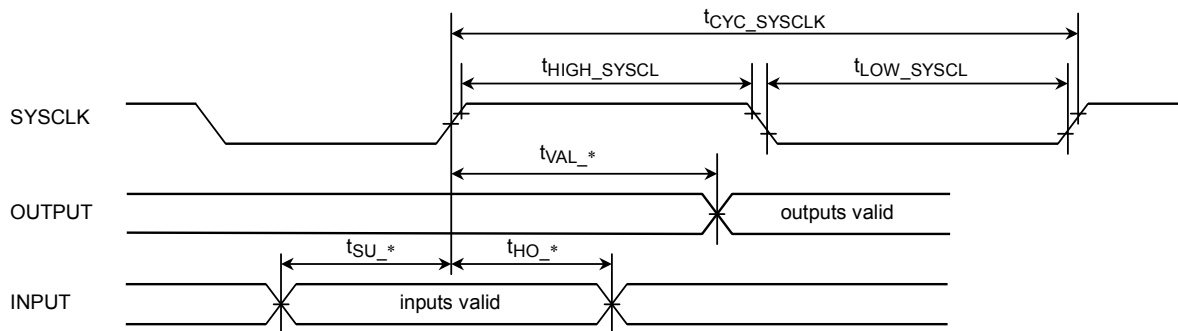 tCYC_SYSCLK
tHIGH_SYSCL
tLOW_SYSCL
SYSCLK
tVAL_*
OUTPUT
outputs valid
tSU_*
tHO_*
INPUT
inputs valid